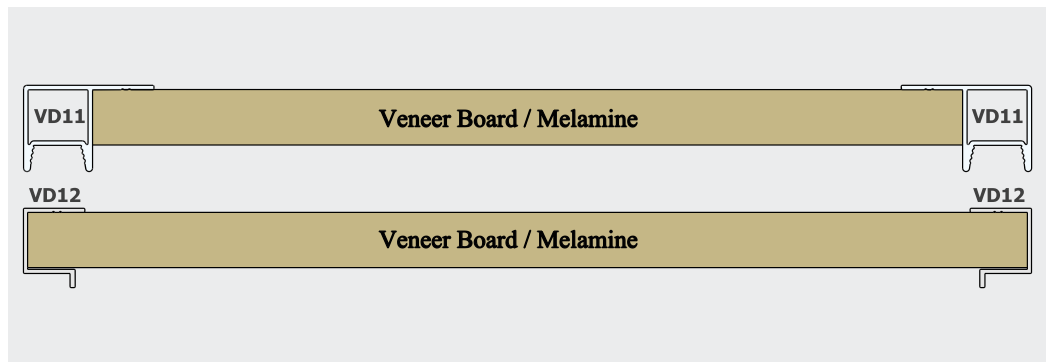 VD11 Veneer Board / Melamine VD11
VD12 VD12
Veneer Board / Melamine